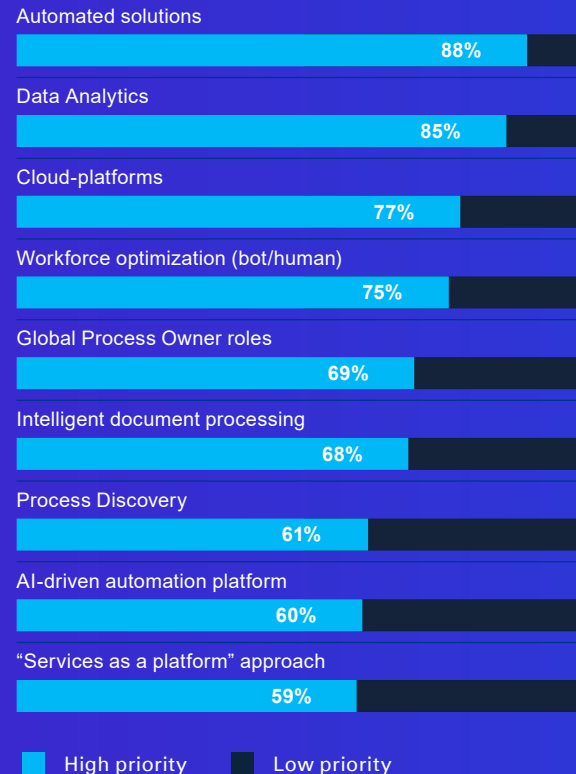 Automated solutions
88%
Data Analytics
85%
Cloud-platforms
77%
Workforce optimization (bot/human)
75%
Global Process Owner roles
69%
Intelligent document processing
68%
Process Discovery
61%
AI-driven automation platform
60%
“Services as a platform” approach
59%
High priority Low priority